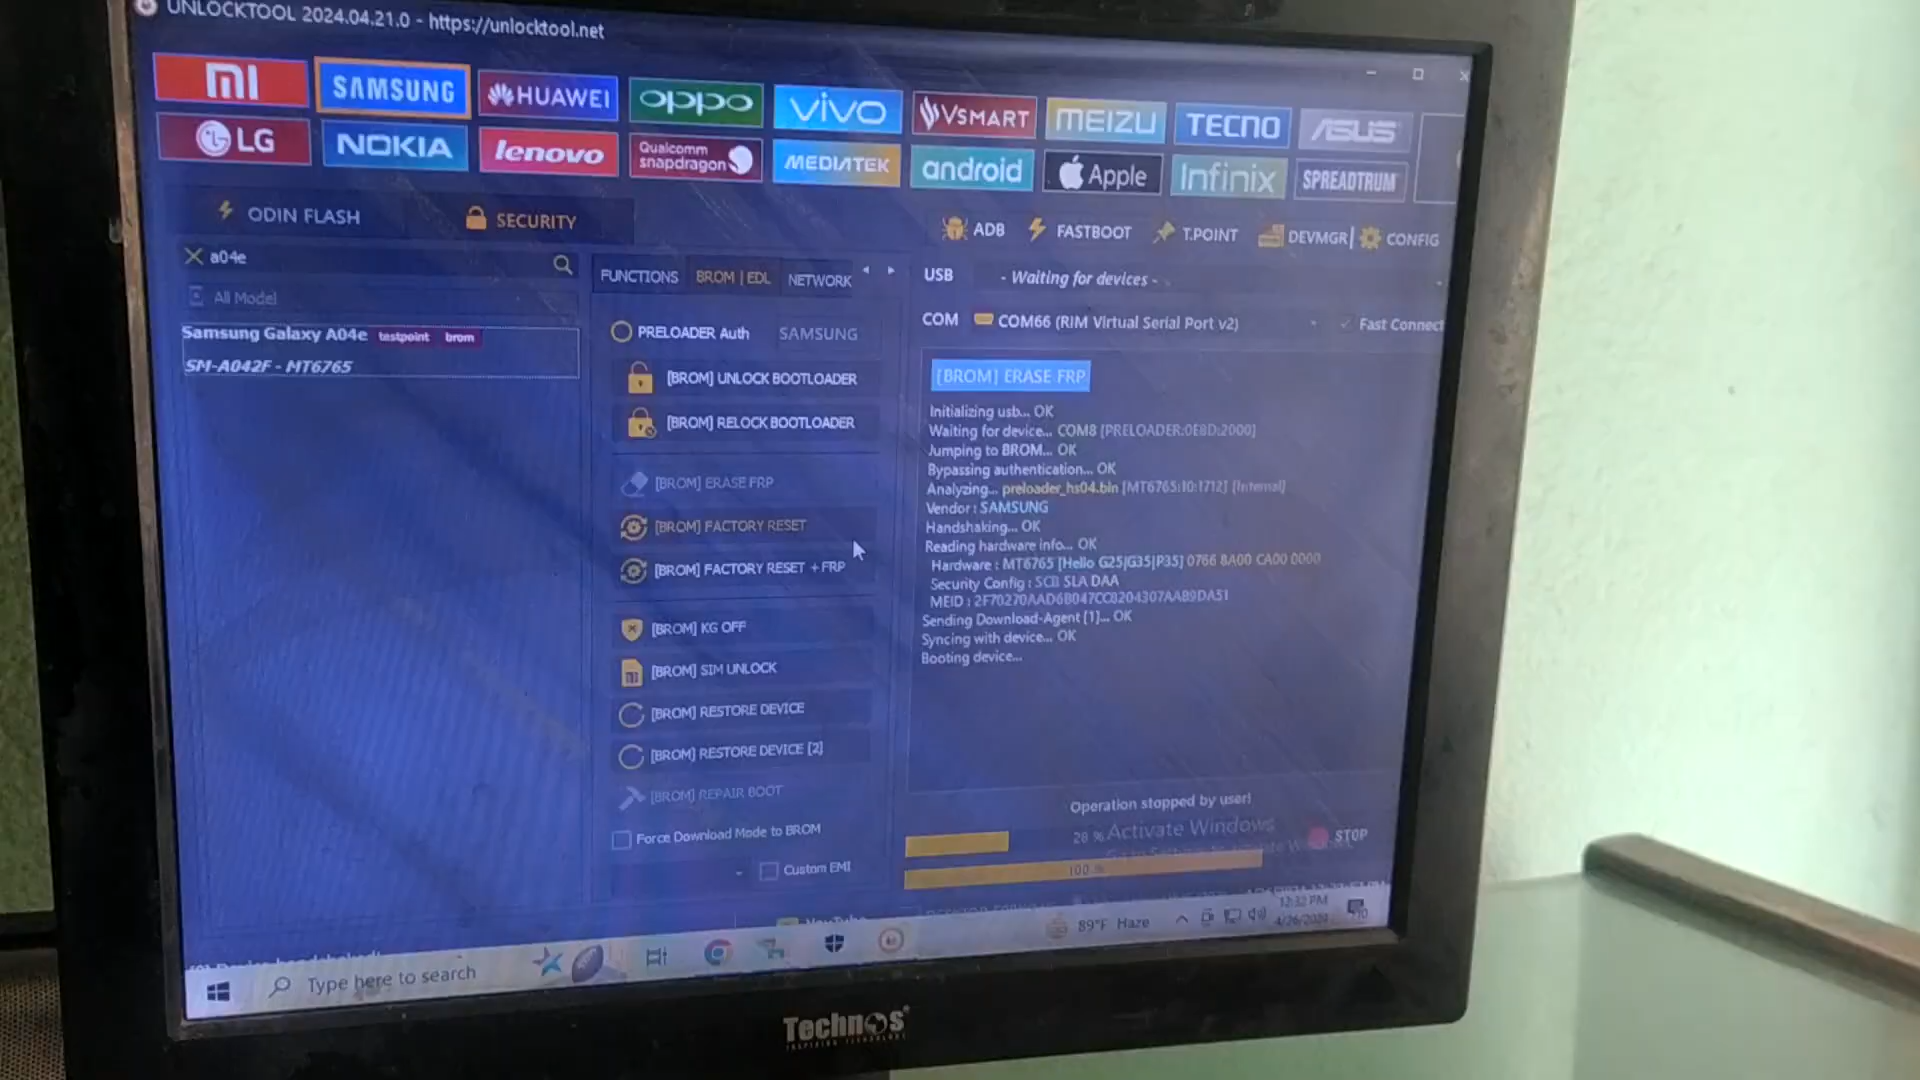 UNLOCKTOOL 2024.04.21.0 - https://unlocktool.net
MI SAMSUNG HUAWEI oppo vivo VSMART MEIZU TECNO ASUS
LG NOKIA lenovo Qualcomm snapdragon MEDIATEK android Apple Infinix SPREADTRUM
ODIN FLASH SECURITY
ADB FASTBOOT T.POINT DEVMGR CONFIG
a04e
All Model
Samsung Galaxy A04e testpoint brom
SM-A042F - MT6765
FUNCTIONS BROM | EDL NETWORK
PRELOADER Auth SAMSUNG
[BROM] UNLOCK BOOTLOADER
[BROM] RELOCK BOOTLOADER
[BROM] ERASE FRP
[BROM] FACTORY RESET
[BROM] FACTORY RESET + FRP
[BROM] KG OFF
[BROM] SIM UNLOCK
[BROM] RESTORE DEVICE
[BROM] RESTORE DEVICE [2]
[BROM] REPAIR BOOT
Force Download Mode to BROM
Custom EMI
USB - Waiting for devices -
COM COM66 (RIM Virtual Serial Port v2) Fast Connect
[BROM] ERASE FRP
Initializing usb... OK
Waiting for device... COM8 [PRELOADER:0E8D:2000]
Jumping to BROM... OK
Bypassing authentication... OK
Analyzing... preloader_hs04.bin [MT6765:10:1712] [Internal]
Vendor : SAMSUNG
Handshaking... OK
Reading hardware info... OK
Hardware : MT6765 [Helio G25|G35|P35] 0766 8A00 CA00 0000
Security Config : SCB SLA DAA
MEID : 2F70270AAD6B047CC8204307AAB9DA51
Sending Download-Agent [1]... OK
Syncing with device... OK
Booting device...
Operation stopped by user!
28 %
Activate Windows
STOP
100 %
Type here to search
89°F Haze
12:32 PM
Technos
INSPIRING TECHNOLOGY